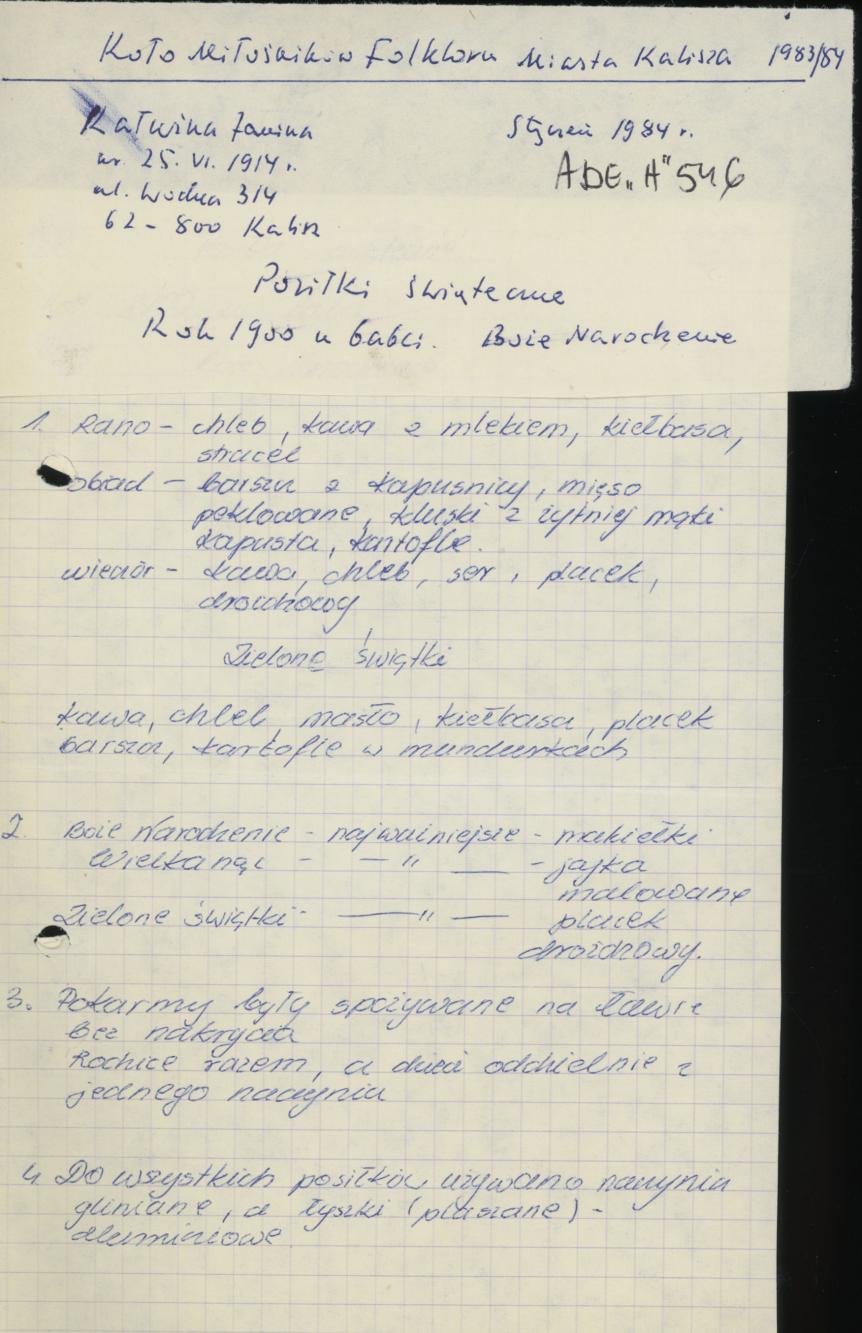 Koło Miłośników Folkloru Miasta Kalisza 1983/84
Janina Styczeń 1984 r.
ur. 25. VI. 1914 r. ADE „A" 546
ul. Wodna 3/4
62 - 800 Kalisz
Posiłki świąteczne
Rok 1900 u babci. Boże Narodzenie
1. Rano - chleb, kawa z mlekiem, kiełbasa,
strucel
obiad - barszcz z kapuśnicy, mięso
peklowane, kluski z żytniej mąki
kapusta, kartofle.
wieczór - kawa, chleb, ser, placek,
drożdżowy
Zielone świątki
kawa, chleb, masło, kiełbasa, placek
barszcz, kartofle w mundurkach
2. Boże Narodzenie - najważniejsze - makiełki
Wielkanoc - — " — - jajka
malowane
Zielone świątki - — " — placek
drożdżowy.
3. Pokarmy były spożywane na ławie
bez nakrycia
Rodzice razem, a dzieci oddzielnie z
jednego naczynia
4. Do wszystkich posiłków używano naczynia
gliniane, a łyszki (plaszane) -
aluminiowe